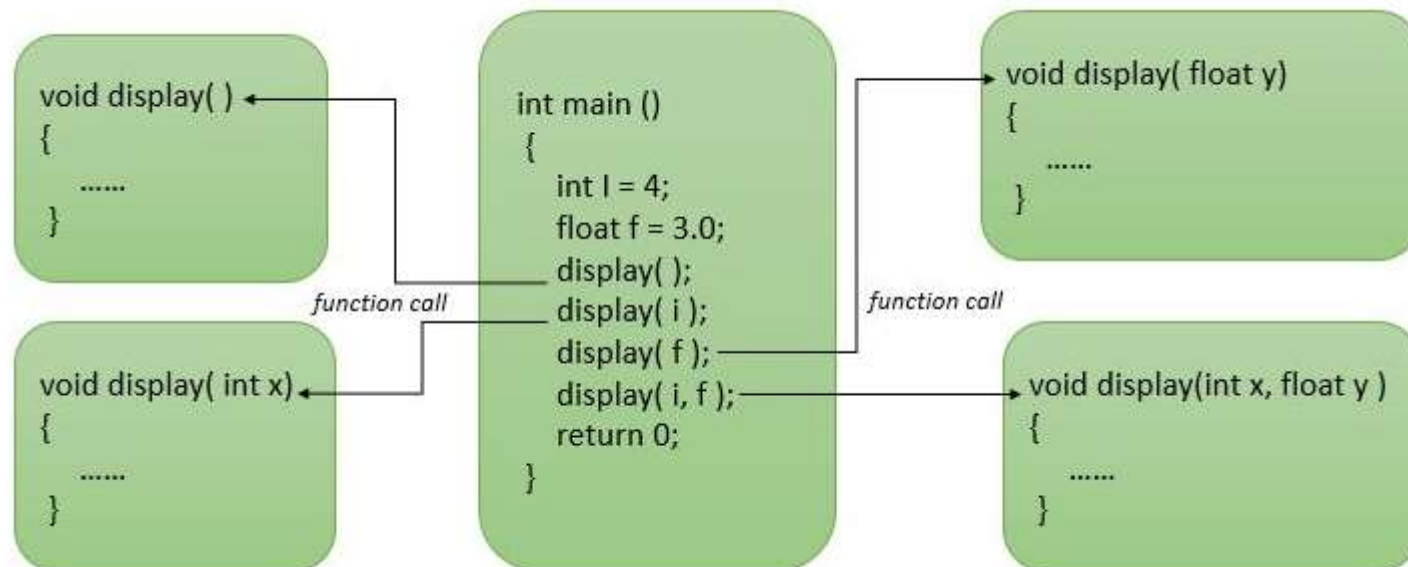 void display( )
{
......
}
function call
void display( int x)
{
......
}
int main ()
{
int I = 4;
float f = 3.0;
display( );
display( i );
display( f );
display( i, f );
return 0;
}
void display( float y)
{
......
}
function call
void display(int x, float y )
{
......
}